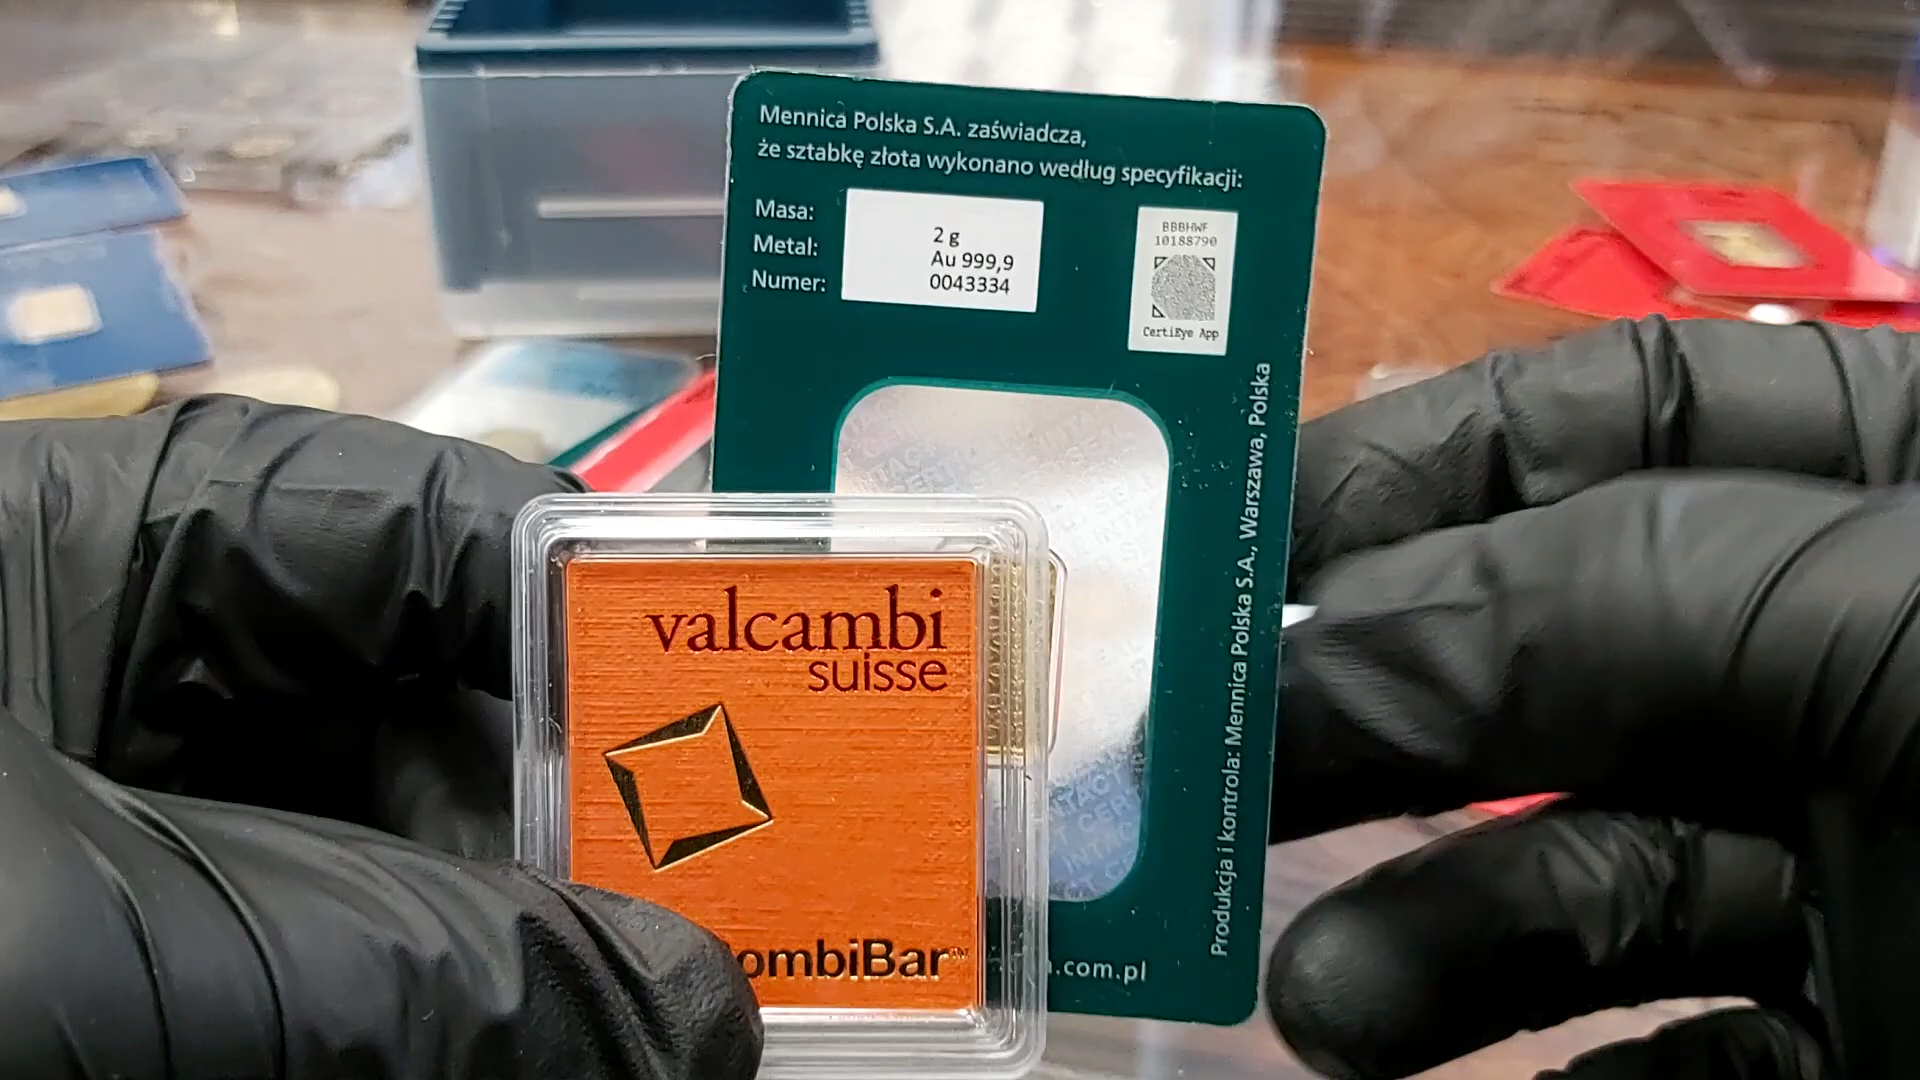 Mennica Polska S.A. zaświadcza,
że sztabkę złota wykonano według specyfikacji:
Masa: 2 g
Metal: Au 999,9
Numer: 0043334
BBBHWF
10188790
CertiEye App
Produkcja i kontrola: Mennica Polska S.A., Warszawa, Polska
valcambi
suisse
ombiBar
.com.pl